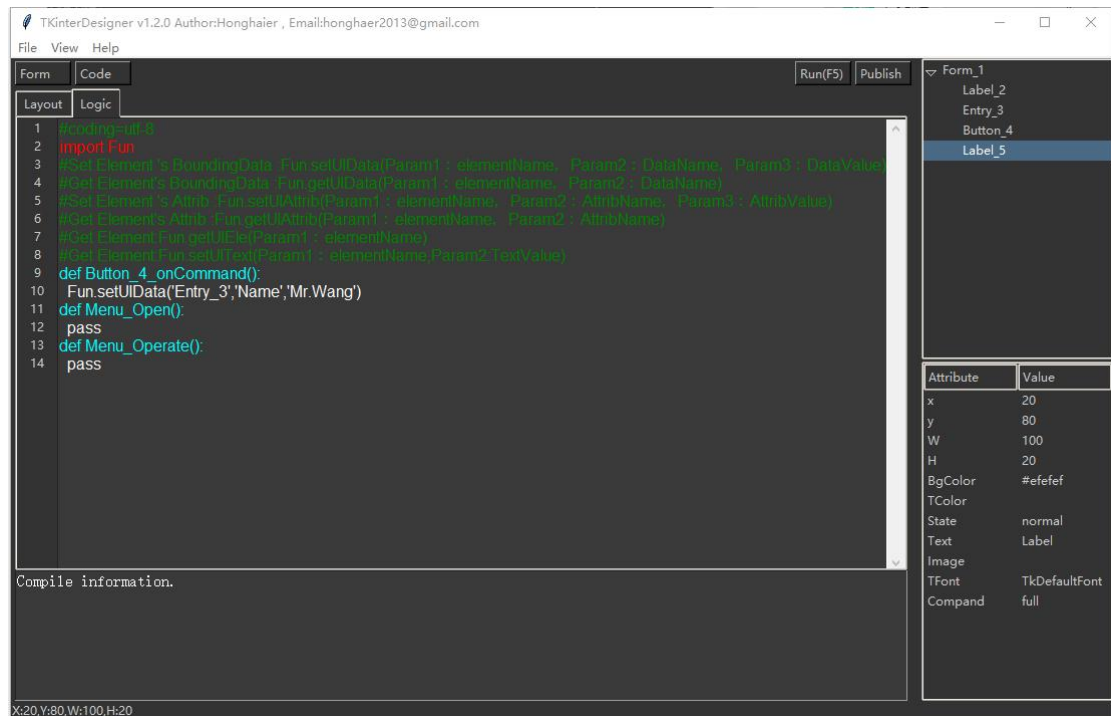 TKinterDesigner v1.2.0 Author:Honghaier , Email:honghaer2013@gmail.com
File View Help
Form Code Run(F5) Publish
Layout Logic
1 #coding=utf-8
2 import Fun
3 #Set Element 's BoundingData :Fun.setUIData(Param1：elementName， Param2：DataName， Param3：DataValue)
4 #Get Element's BoundingData :Fun.getUIData(Param1：elementName， Param2：DataName)
5 #Set Element 's Attrib :Fun.setUIAttrib(Param1：elementName， Param2：AttribName， Param3：AttribValue)
6 #Get Element's Attrib :Fun.getUIAttrib(Param1：elementName， Param2：AttribName)
7 #Get Element:Fun.getUIEle(Param1：elementName)
8 #Get Element:Fun.setUIText(Param1：elementName,Param2:TextValue)
9 def Button_4_onCommand():
10 Fun.setUIData('Entry_3','Name','Mr.Wang')
11 def Menu_Open():
12 pass
13 def Menu_Operate():
14 pass
Compile information.
X:20,Y:80,W:100,H:20
Form_1
Label_2
Entry_3
Button_4
Label_5
Attribute Value
x 20
y 80
W 100
H 20
BgColor #efefef
TColor
State normal
Text Label
Image
TFont TkDefaultFont
Compand full